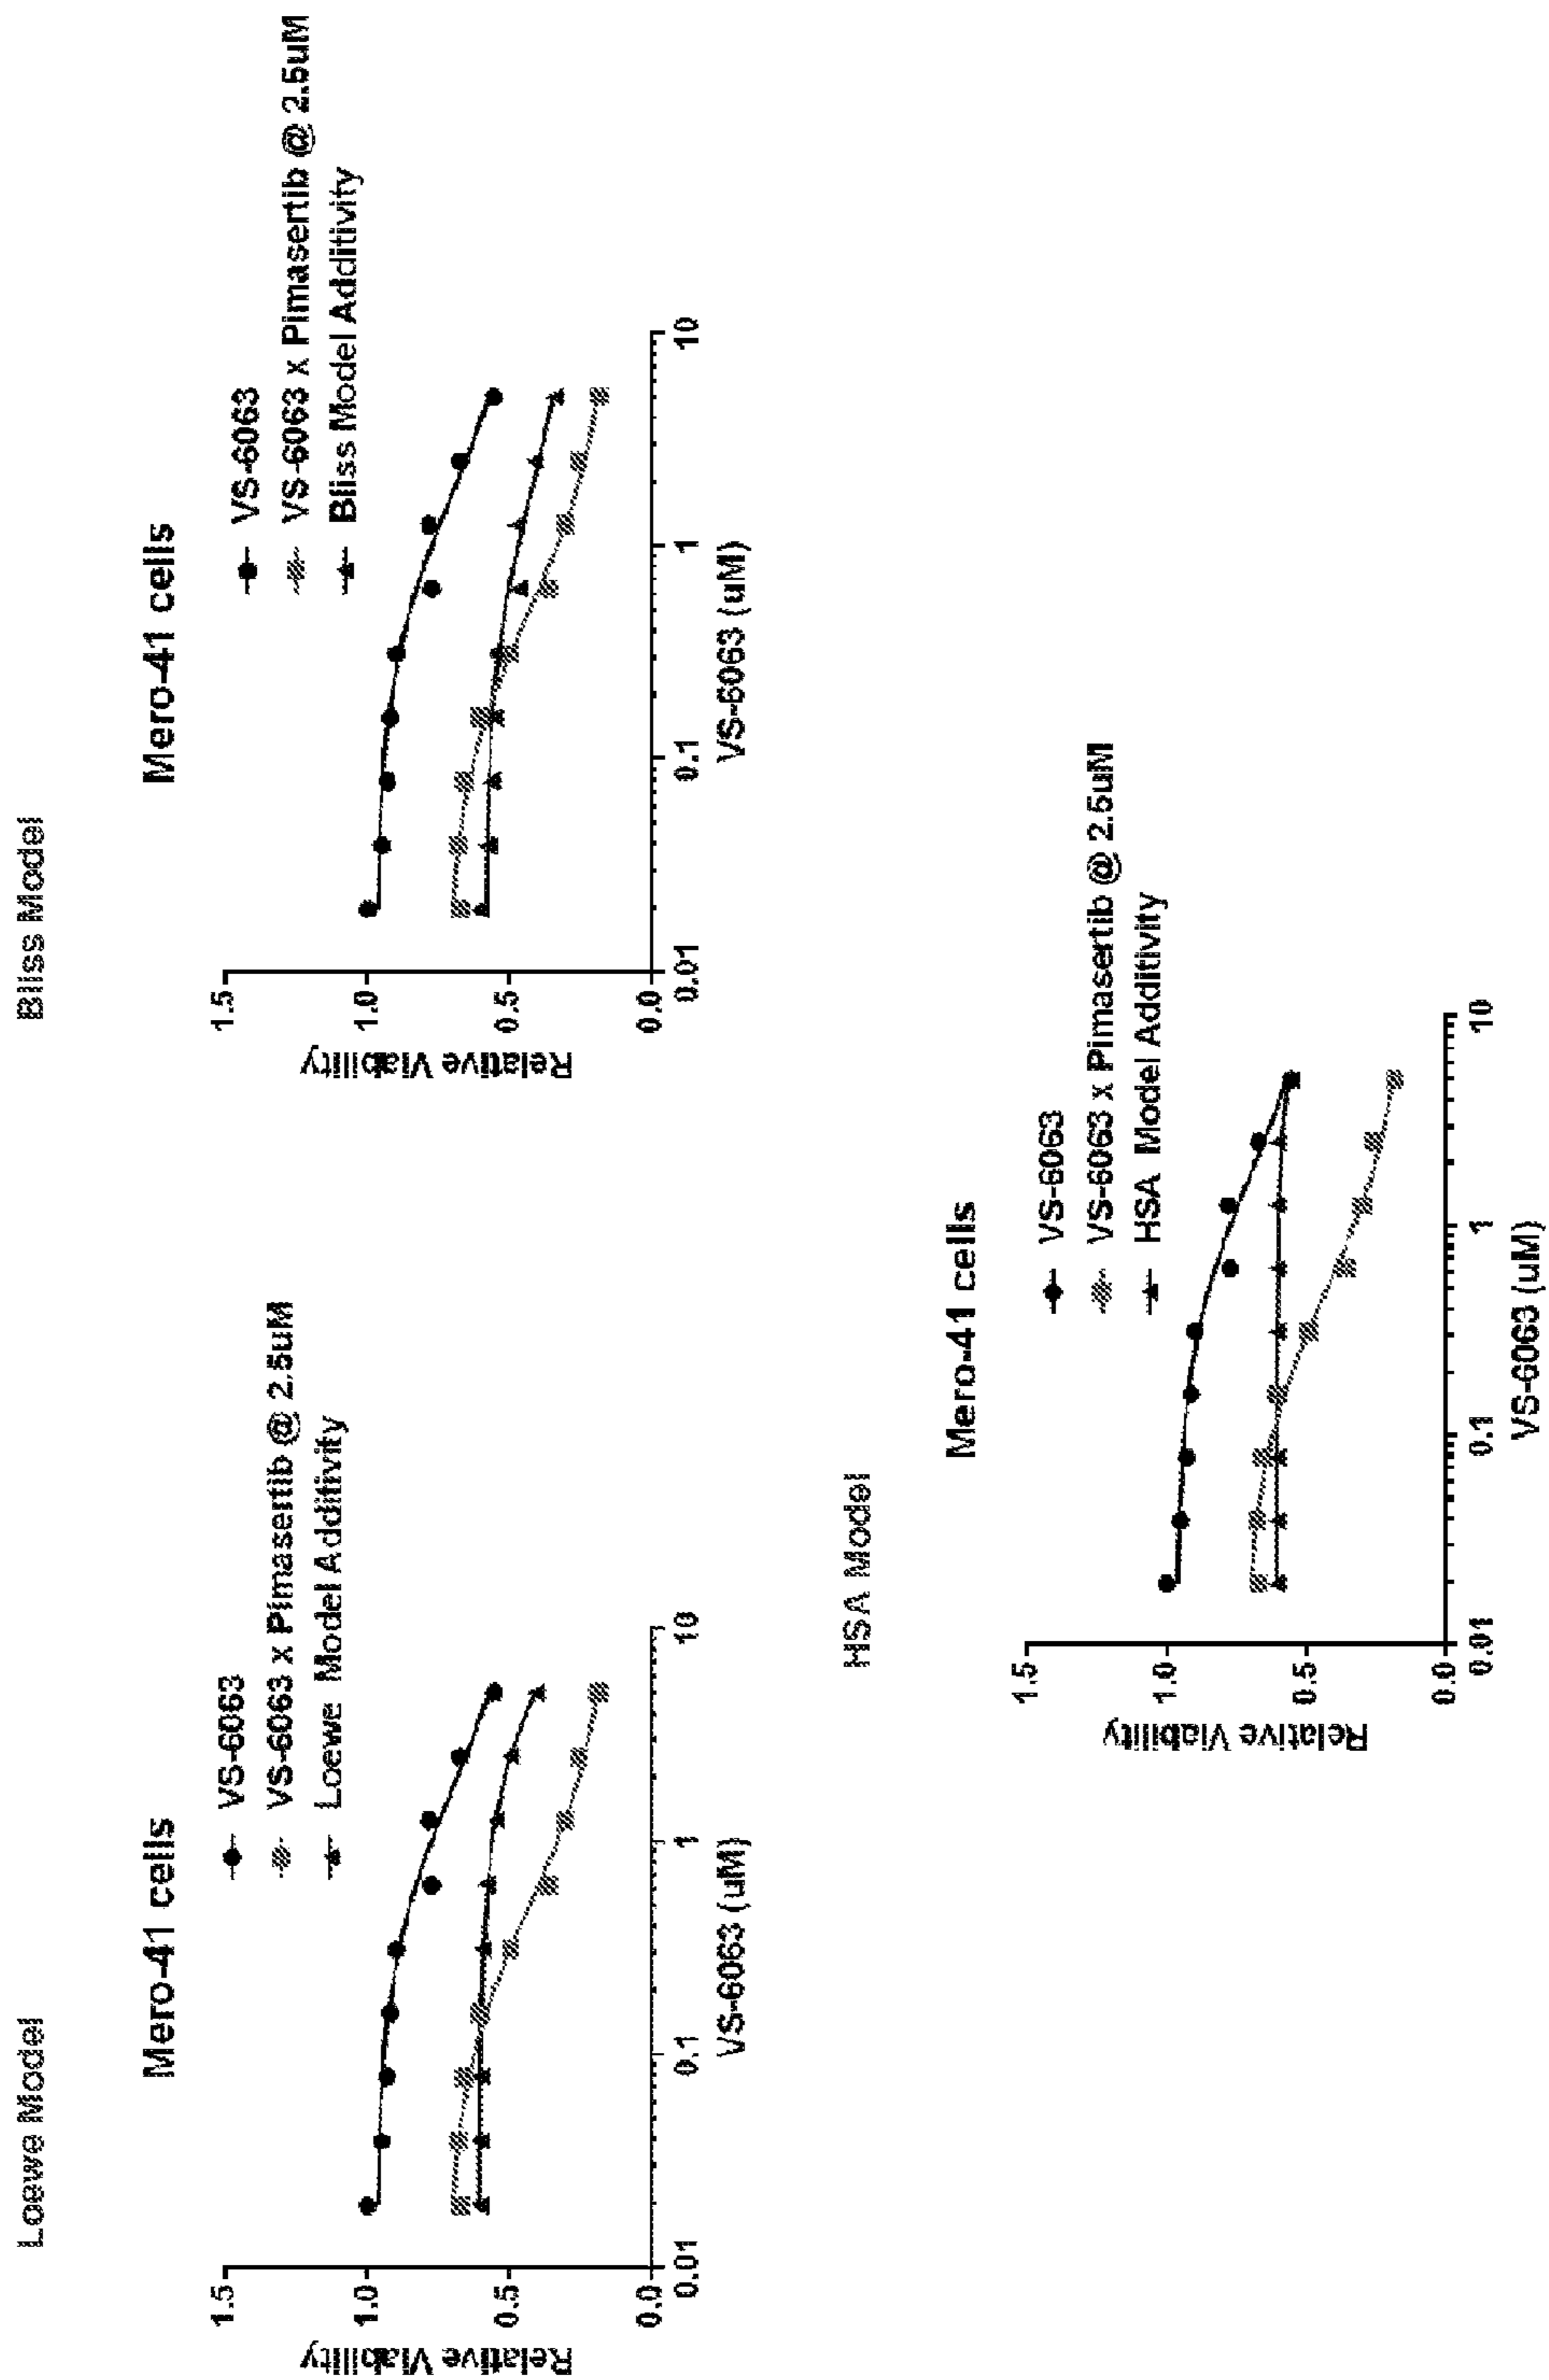 Loewe Model
Mero-41 cells
VS-6063
VS-6063 x Pimasertib @ 2.5uM
Loewe Model Additivity
Relative Viability
1.5
1.0
0.5
0.0
0.01
0.1
1
10
VS-6063 (uM)
Bliss Model
Mero-41 cells
VS-6063
VS-6063 x Pimasertib @ 2.5uM
Bliss Model Additivity
Relative Viability
1.5
1.0
0.5
0.0
0.01
0.1
1
10
VS-6063 (uM)
HSA Model
Mero-41 cells
VS-6063
VS-6063 x Pimasertib @ 2.5uM
HSA Model Additivity
Relative Viability
1.5
1.0
0.5
0.0
0.01
0.1
1
10
VS-6063 (uM)